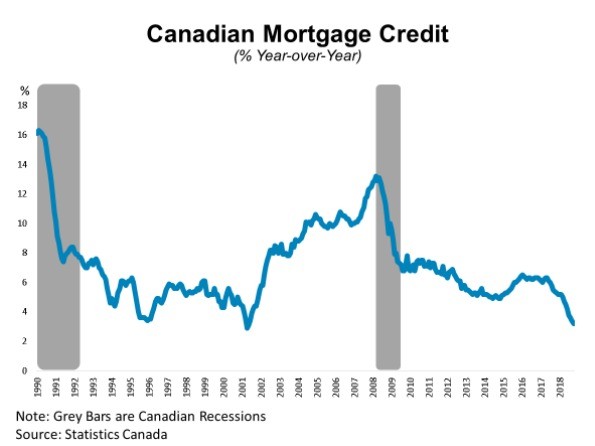 Canadian Mortgage Credit
(% Year-over-Year)
%
18
16
14
12
10
8
6
4
2
0
1990 1991 1992 1993 1994 1995 1996 1997 1998 1999 2000 2001 2002 2003 2004 2005 2006 2007 2008 2009 2010 2011 2012 2013 2014 2015 2016 2017 2018
Note: Grey Bars are Canadian Recessions
Source: Statistics Canada